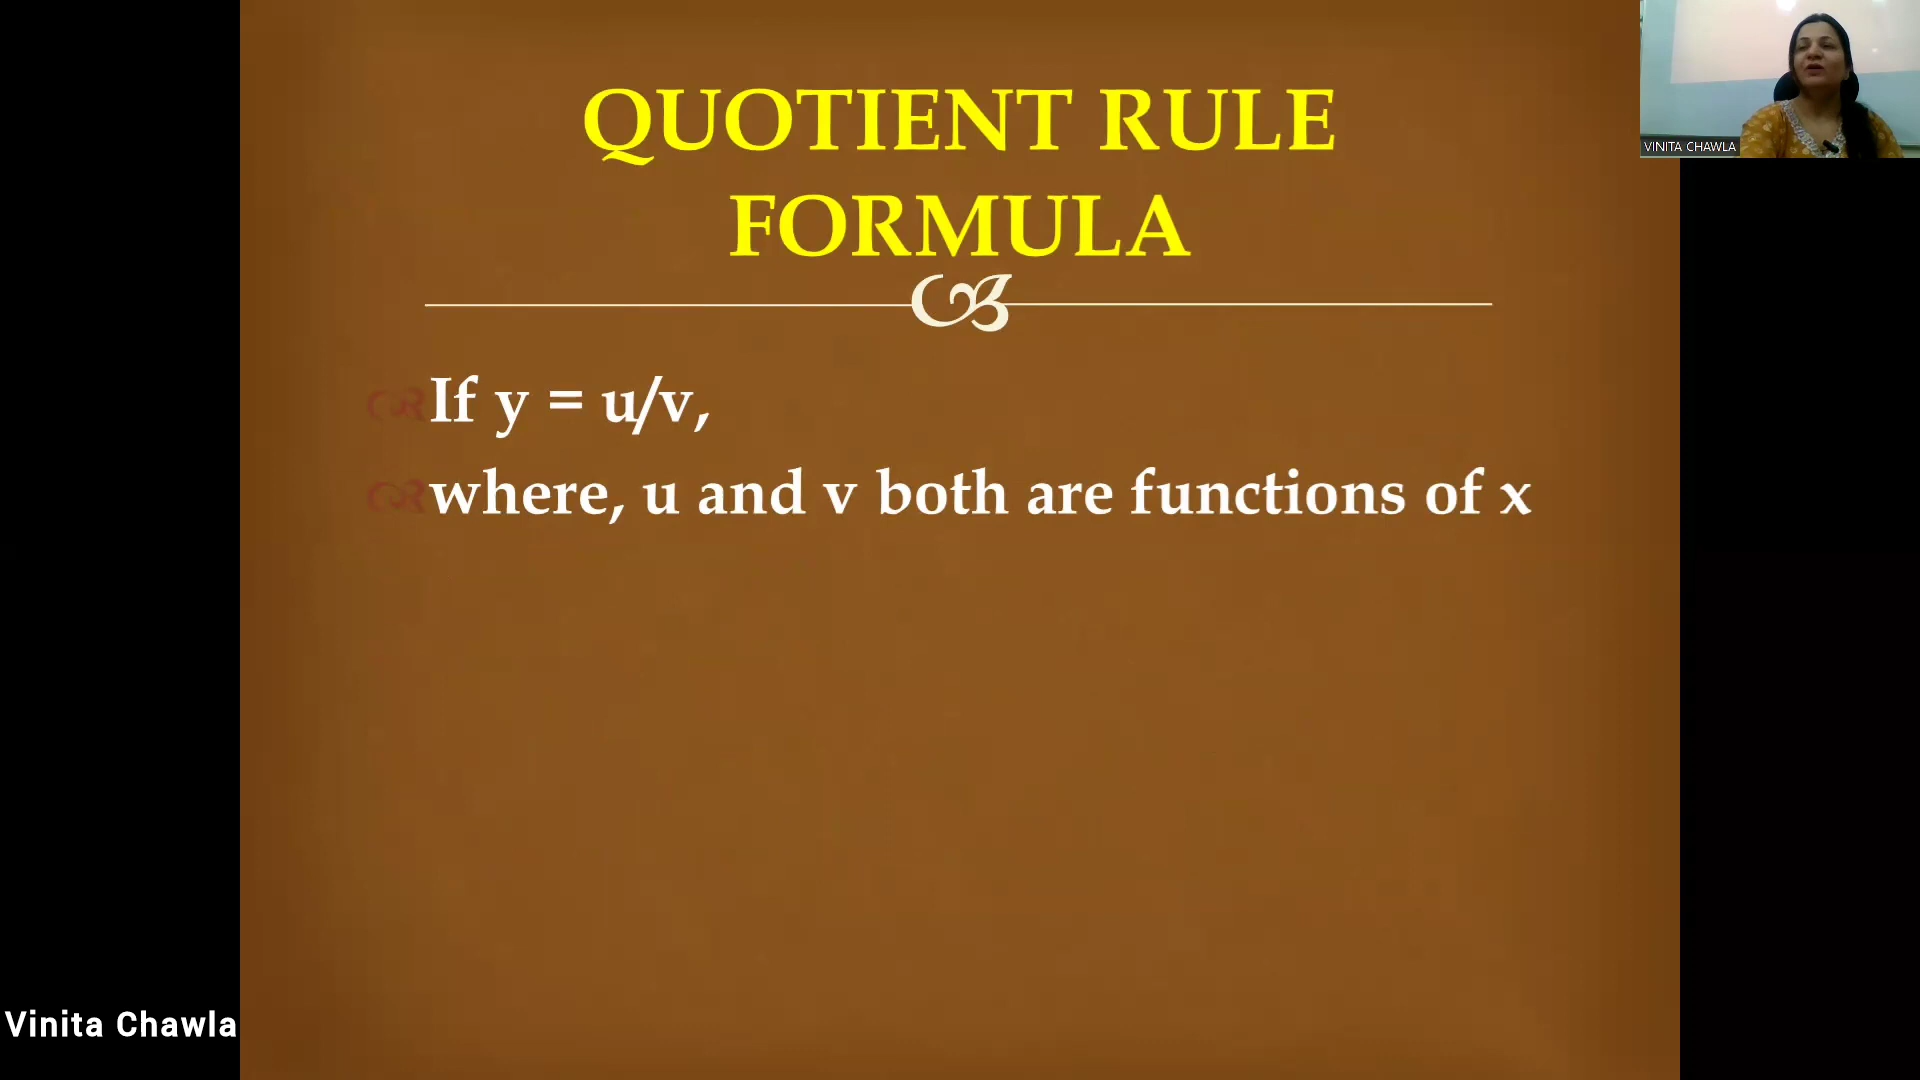 QUOTIENT RULE
FORMULA
If y = u/v,
where, u and v both are functions of x
VINITA CHAWLA
Vinita Chawla